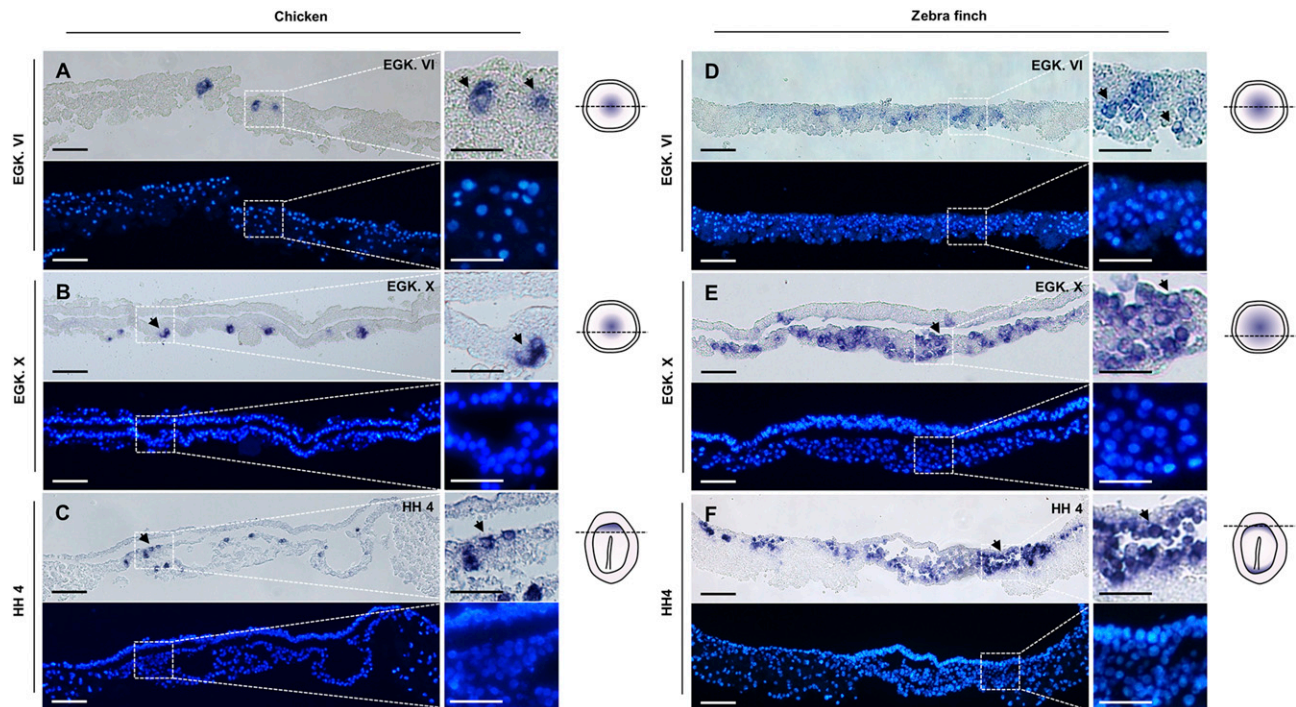 Chicken
Zebra finch
A
EGK. VI
EGK. VI
B
EGK. X
EGK. X
C
HH 4
HH 4
D
EGK. VI
EGK. VI
E
EGK. X
EGK. X
F
HH 4
HH4